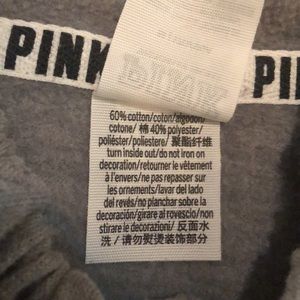 PINK
PI
60% cotton/coton/algodón/
cotone/ 棉 40% polyester/
poliéster/poliestere/ 聚酯纤维
turn inside out/do not iron on
decoration/retourner le vêtement
à l'envers/ne pas repasser sur
les ornements/lavar del lado
del revés/no planchar sobre la
decoración/girare al rovescio/non
stirare su decorazioni/ 反面水
洗 / 请勿熨烫装饰部分